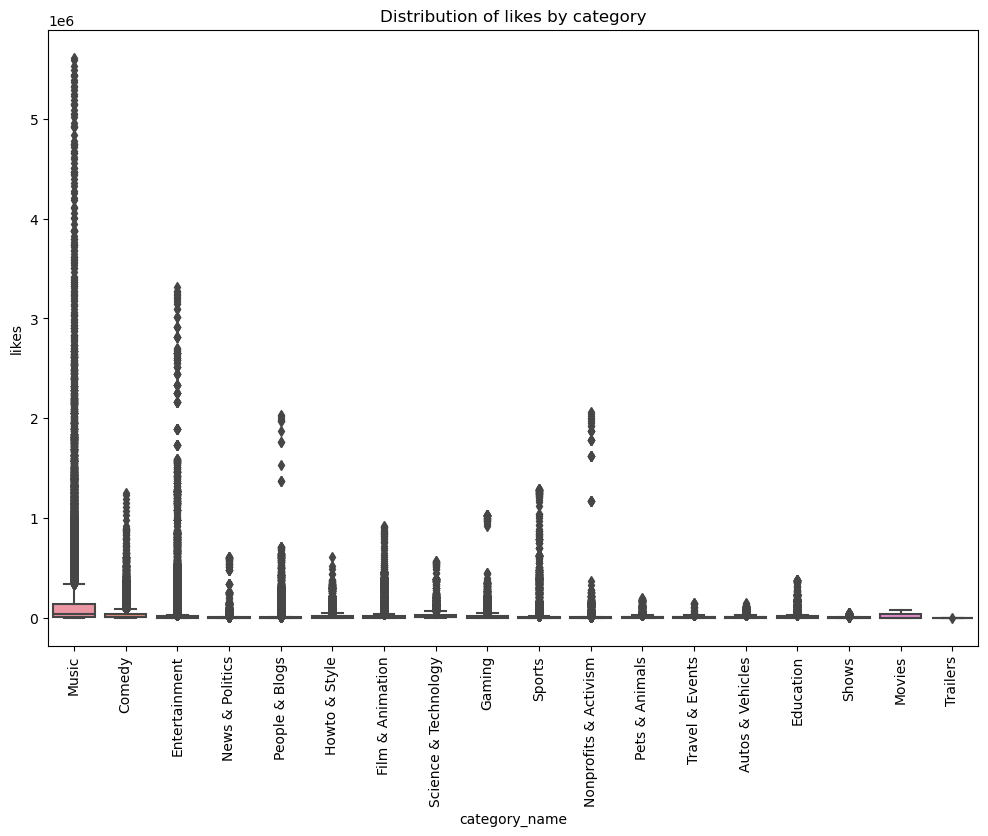 Distribution of likes by category
1e6
5
4
3
2
1
0
likes
Music
Comedy
Entertainment
News & Politics
People & Blogs
Howto & Style
Film & Animation
Science & Technology
Gaming
Sports
Nonprofits & Activism
Pets & Animals
Travel & Events
Autos & Vehicles
Education
Shows
Movies
Trailers
category_name